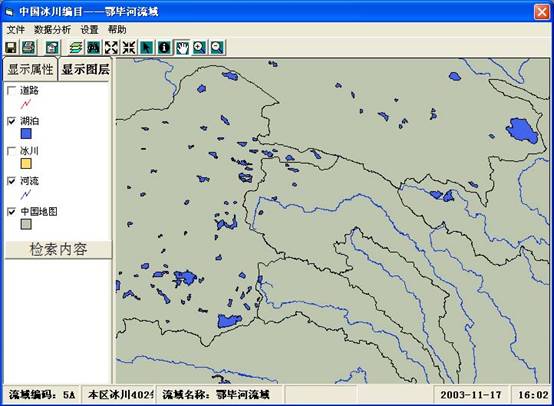 中国冰川编目——鄂毕河流域
文件 数据分析 设置 帮助
显示属性 显示图层
道路
湖泊
冰川
河流
中国地图
检索内容
流域编码：5A 本区冰川402 流域名称：鄂毕河流域 2003-11-17 16:02